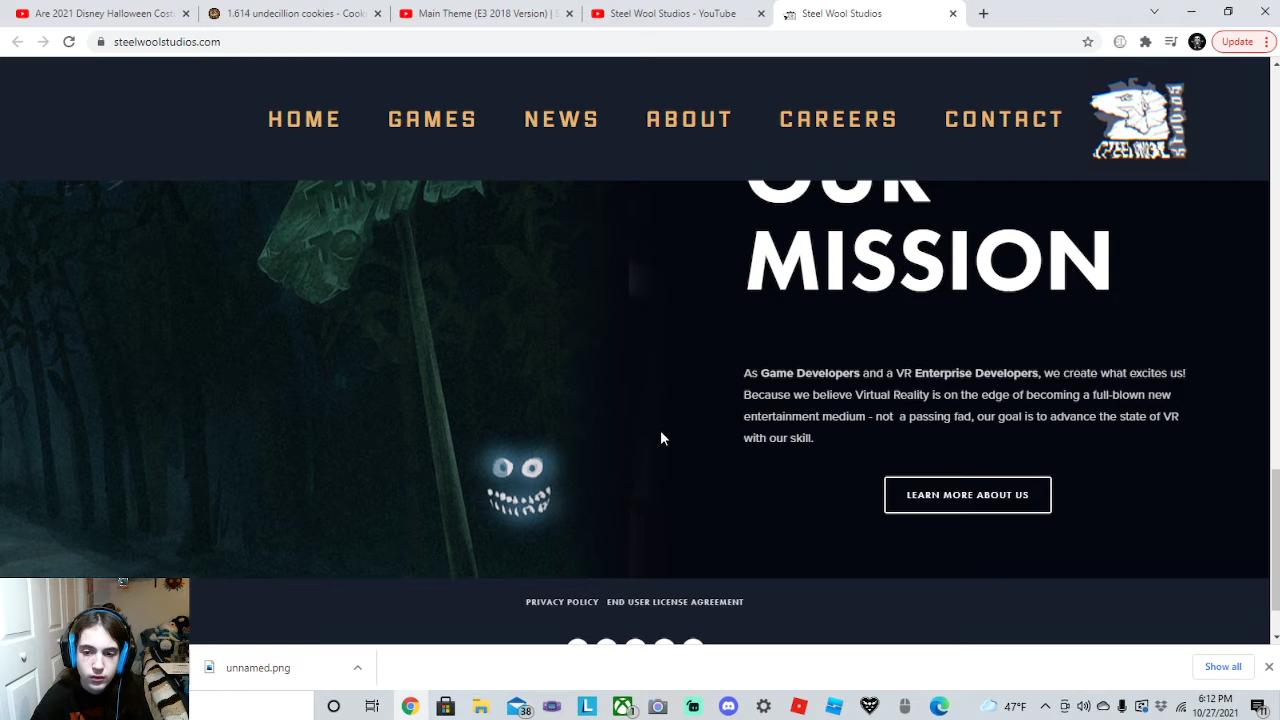 Are 2021 Disney Halloween Cost
1.614 undecillion cookies - Cook
Main Theme (E3 2018 Version) | S
Steel Wool Studios - YouTube
Steel Wool Studios
steelwoolstudios.com
Update
HOME GAMES NEWS ABOUT CAREERS CONTACT
STUDIOS
OUR
MISSION
As Game Developers and a VR Enterprise Developers, we create what excites us!
Because we believe Virtual Reality is on the edge of becoming a full-blown new
entertainment medium - not a passing fad, our goal is to advance the state of VR
with our skill.
LEARN MORE ABOUT US
PRIVACY POLICY END USER LICENSE AGREEMENT
unnamed.png
Show all
38
1
47°F
6:12 PM
10/27/2021
11